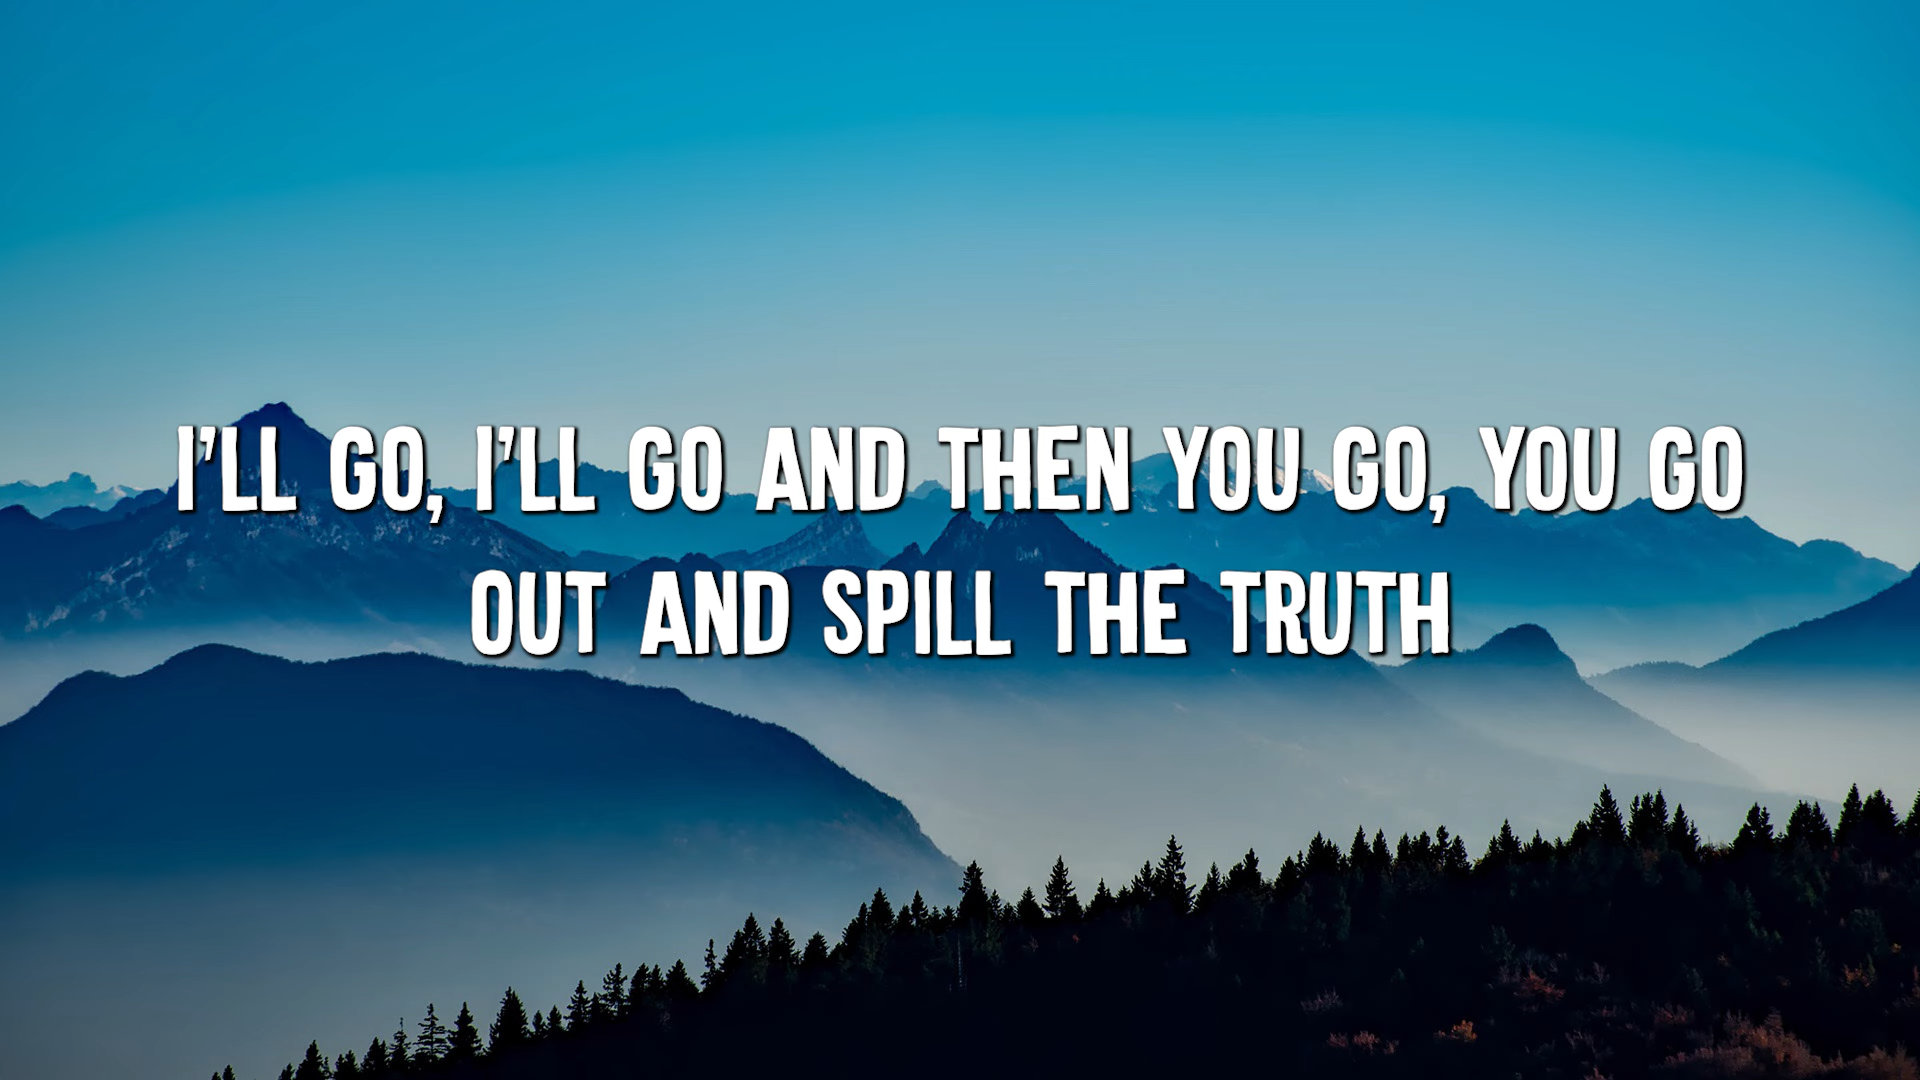 I'LL GO, I'LL GO AND THEN YOU GO, YOU GO
OUT AND SPILL THE TRUTH